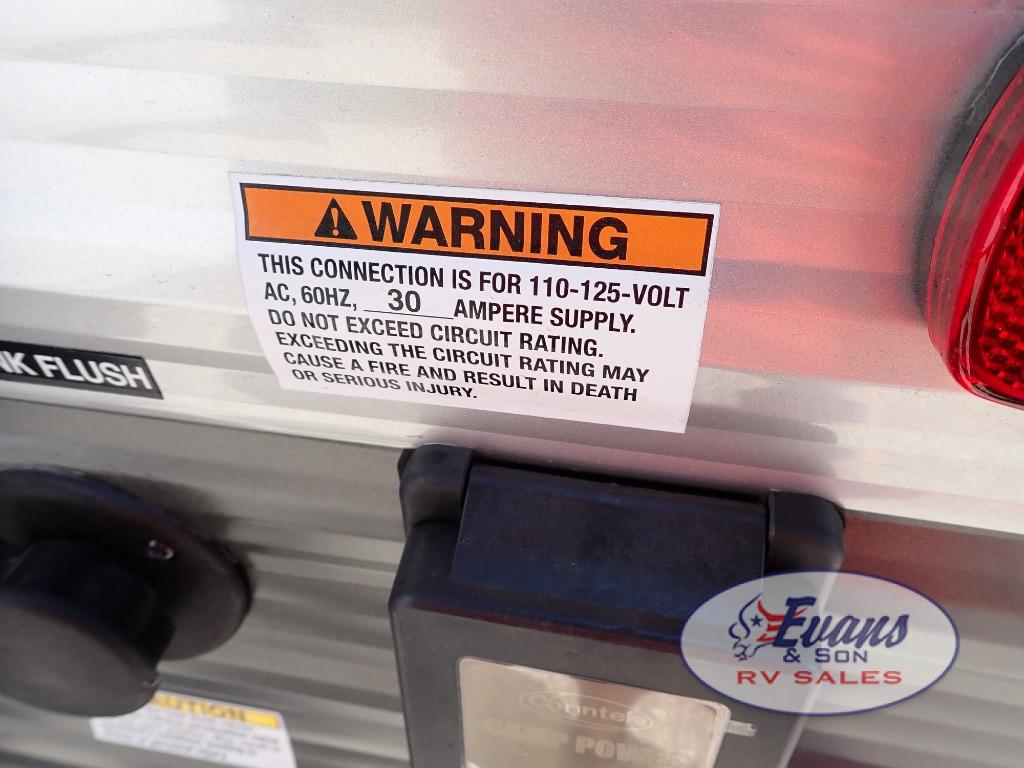 WARNING
THIS CONNECTION IS FOR 110-125-VOLT
AC, 60HZ, 30 AMPERE SUPPLY.
DO NOT EXCEED CIRCUIT RATING.
EXCEEDING THE CIRCUIT RATING MAY
CAUSE A FIRE AND RESULT IN DEATH
OR SERIOUS INJURY.
NK FLUSH
Evans
& SON
RV SALES
CAUTION
CAMP POWER